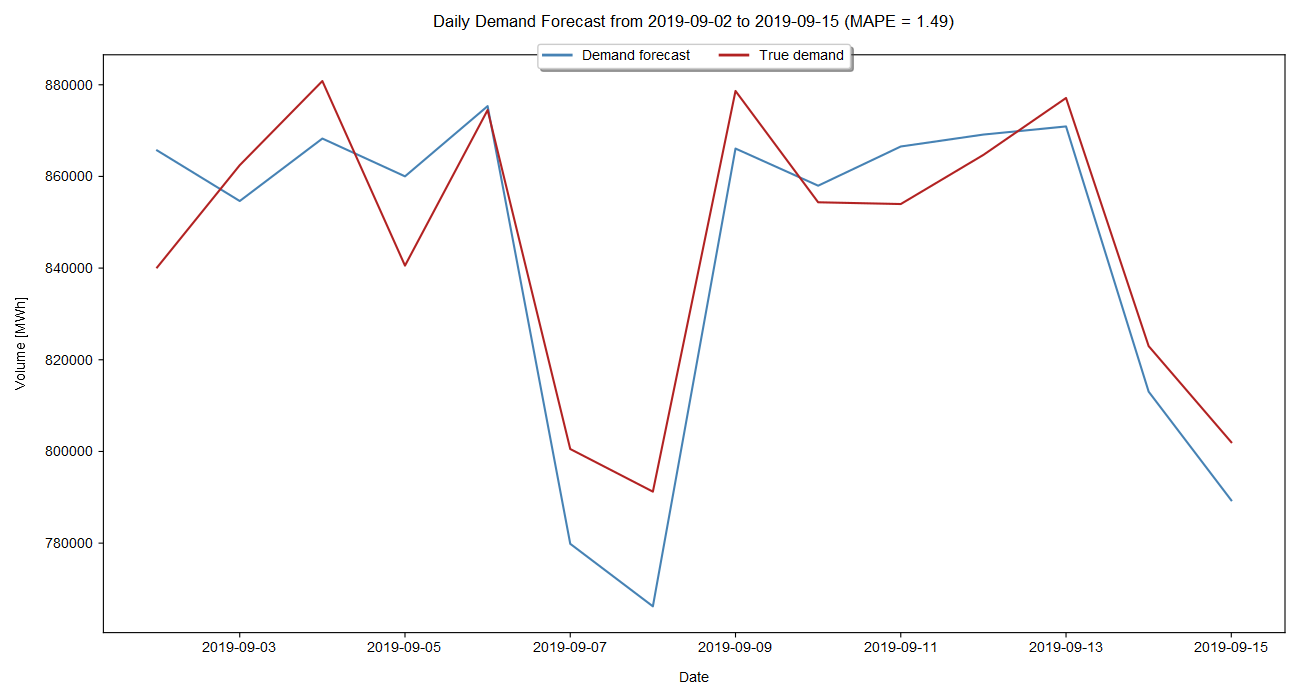 Daily Demand Forecast from 2019-09-02 to 2019-09-15 (MAPE = 1.49)
Demand forecast True demand
880000
860000
840000
820000
800000
780000
Volume [MWh]
2019-09-03 2019-09-05 2019-09-07 2019-09-09 2019-09-11 2019-09-13 2019-09-15
Date